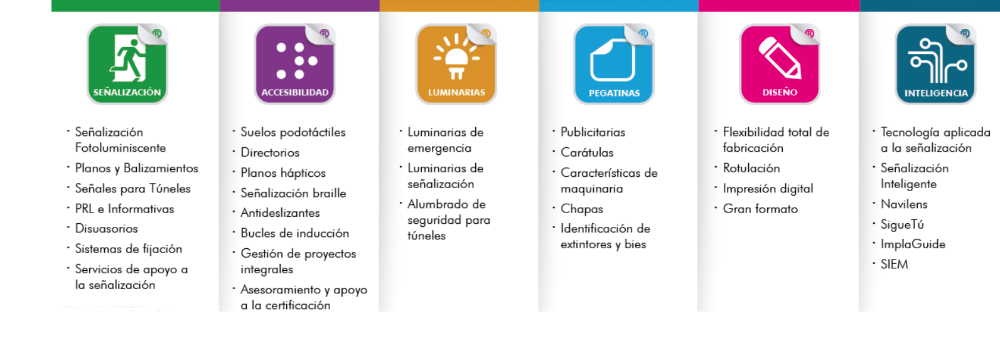 ®
SEÑALIZACIÓN
· Señalización
Fotoluminiscente
· Planos y Balizamientos
· Señales para Túneles
· PRL e Informativas
· Disuasorios
· Sistemas de fijación
· Servicios de apoyo a
la señalización
®
ACCESIBILIDAD
· Suelos podotáctiles
· Directorios
· Planos hápticos
· Señalización braille
· Antideslizantes
· Bucles de inducción
· Gestión de proyectos
integrales
· Asesoramiento y apoyo
a la certificación
®
LUMINARIAS
· Luminarias de
emergencia
· Luminarias de
señalización
· Alumbrado de
seguridad para
túneles
®
PEGATINAS
· Publicitarias
· Carátulas
· Características de
maquinaria
· Chapas
· Identificación de
extintores y bies
®
DISEÑO
· Flexibilidad total de
fabricación
· Rotulación
· Impresión digital
· Gran formato
®
INTELIGENCIA
· Tecnología aplicada
a la señalización
· Señalización
Inteligente
· Navilens
· SigueTú
· ImplaGuide
· SIEM